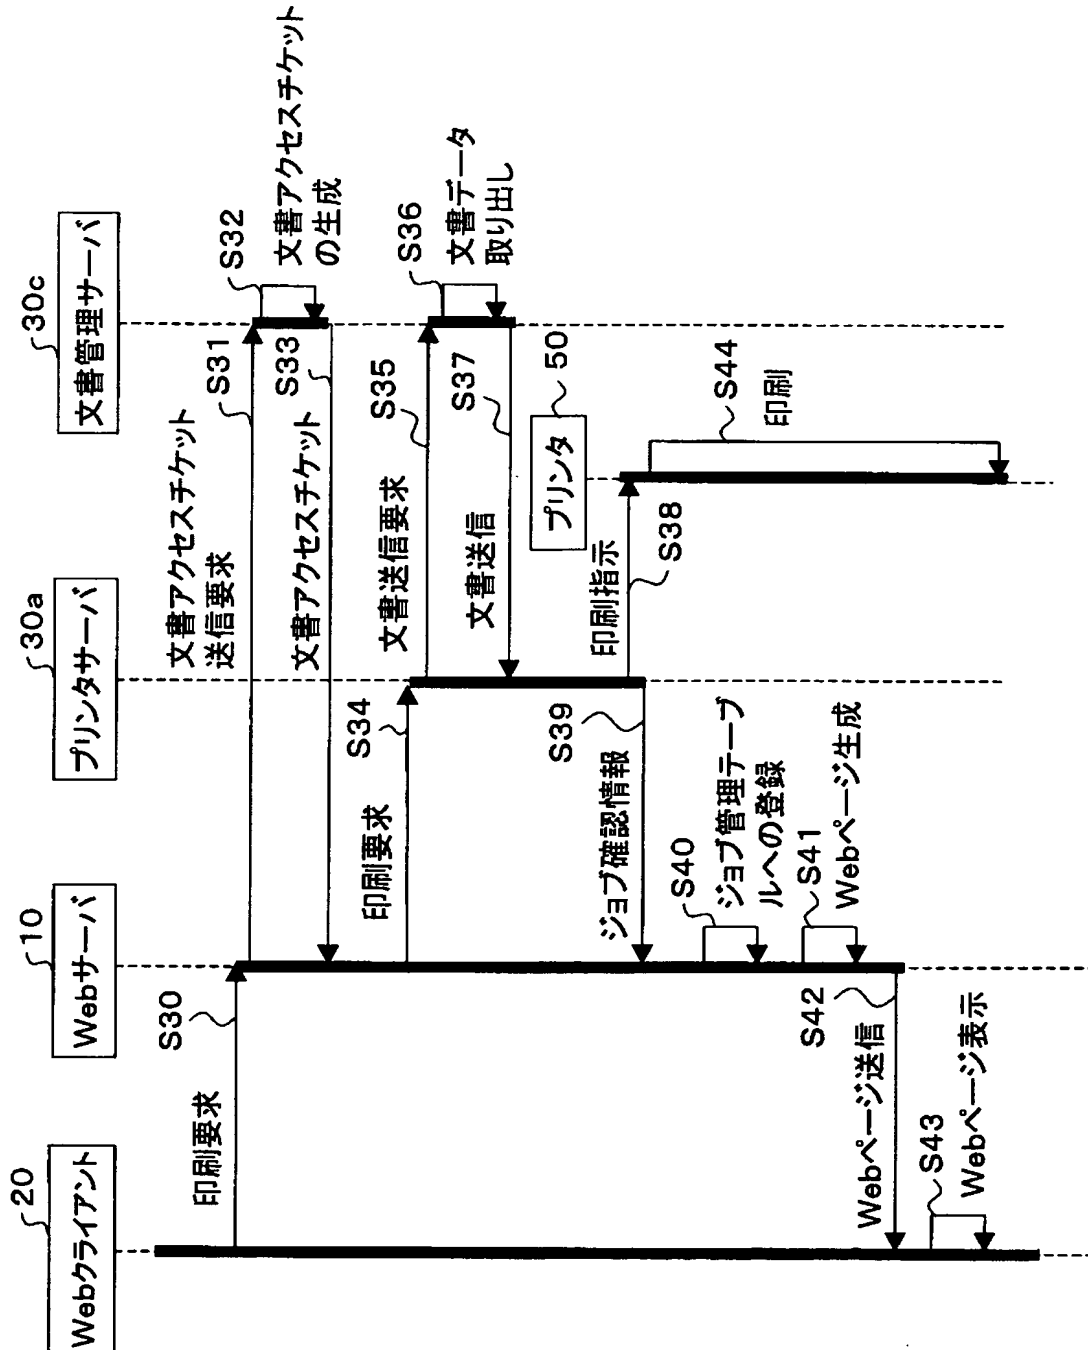 20
Webクライアント
10
Webサーバ
30a
プリンタサーバ
30c
文書管理サーバ
S30
印刷要求
文書アクセスチケット
送信要求
S31
S32
文書アクセスチケット
の生成
S33
文書アクセスチケット
S34
印刷要求
S35
文書送信要求
S36
文書データ
取り出し
S37
文書送信
プリンタ
50
印刷指示
S38
S39
ジョブ確認情報
S40
ジョブ管理テーブ
ルへの登録
S41
Webページ生成
S42
Webページ送信
S43
Webページ表示
S44
印刷